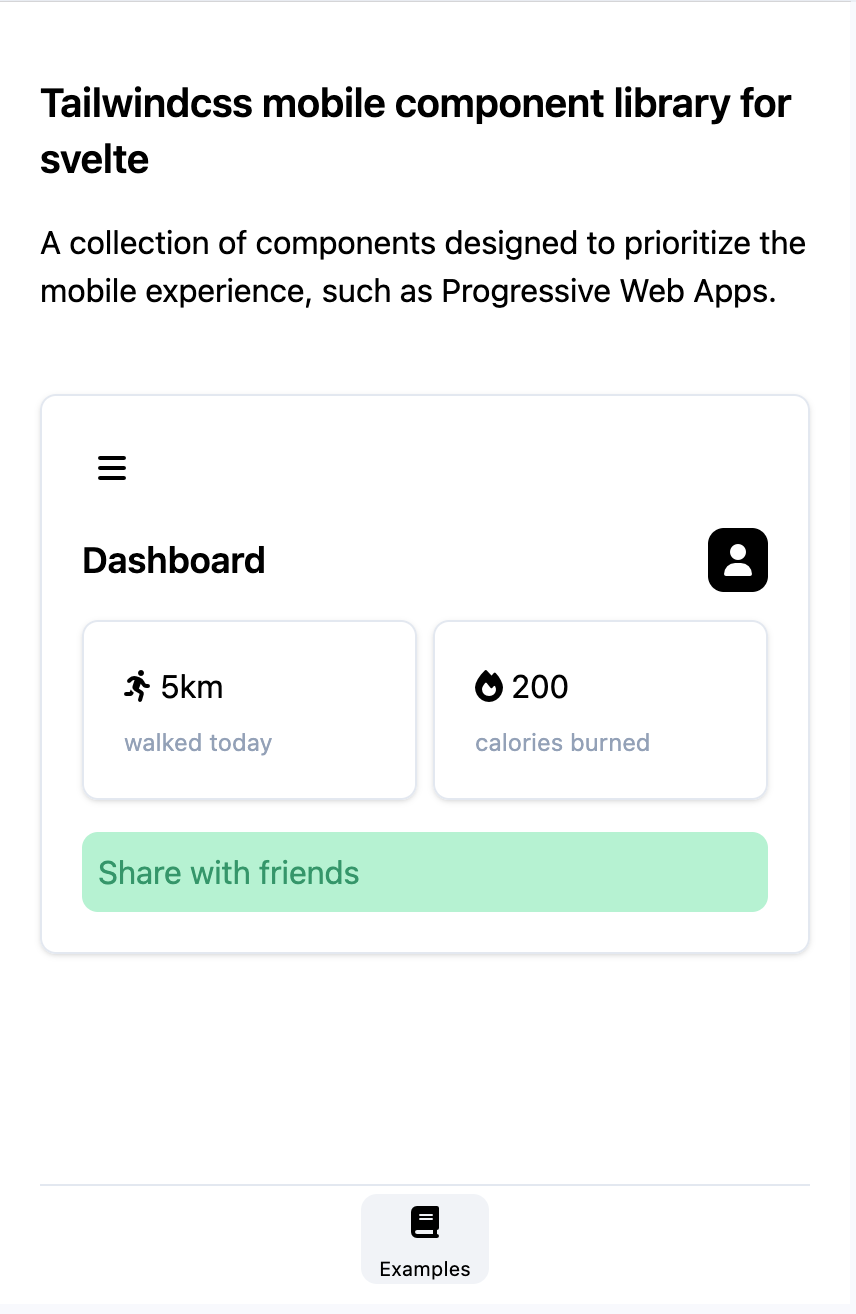 Tailwindcss mobile component library for
svelte
A collection of components designed to prioritize the
mobile experience, such as Progressive Web Apps.
Dashboard
5km
walked today
200
calories burned
Share with friends
Examples